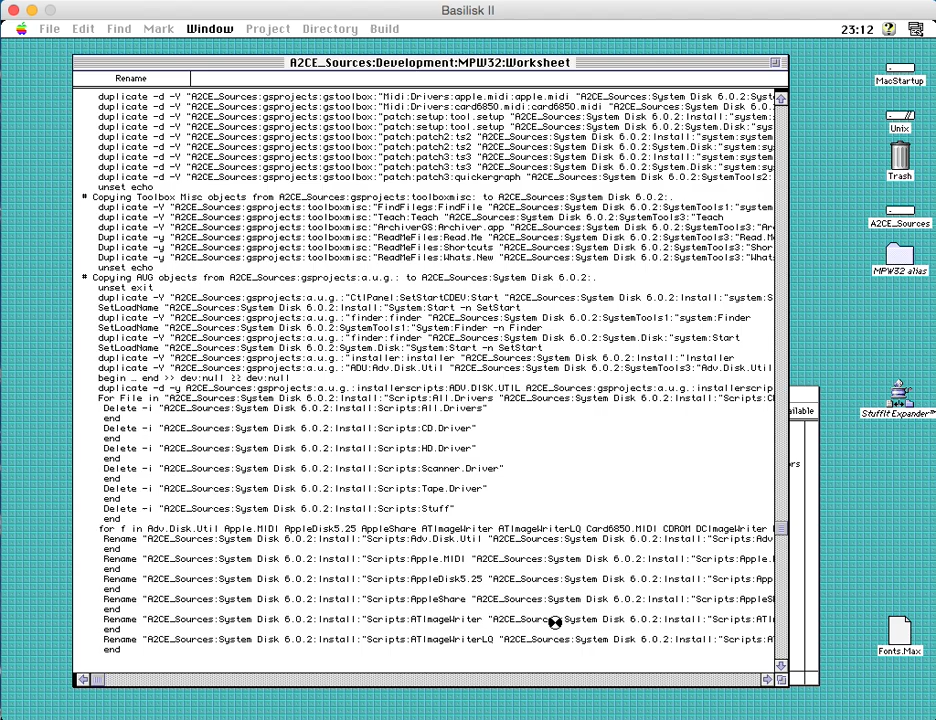 Basilisk II
File Edit Find Mark Window Project Directory Build 23:12
A2CE_Sources:Development:MPW32:Worksheet
Rename
duplicate -d -Y "A2CE_Sources:gsprojects:gstoolbox:"Midi:Drivers:apple.midi:apple.midi "A2CE_Sources:System Disk 6.0.2:Syst
duplicate -d -Y "A2CE_Sources:gsprojects:gstoolbox:"Midi:Drivers:card6850.midi:card6850.midi "A2CE_Sources:System Disk 6.0.
duplicate -d -Y "A2CE_Sources:gsprojects:gstoolbox:"patch:setup:tool.setup "A2CE_Sources:System Disk 6.0.2:Install:"system:
duplicate -d -Y "A2CE_Sources:gsprojects:gstoolbox:"patch:setup:tool.setup "A2CE_Sources:System Disk 6.0.2:System.Disk:"sys
duplicate -d -Y "A2CE_Sources:gsprojects:gstoolbox:"patch:patch2:ts2 "A2CE_Sources:System Disk 6.0.2:Install:"system:system
duplicate -d -Y "A2CE_Sources:gsprojects:gstoolbox:"patch:patch2:ts2 "A2CE_Sources:System Disk 6.0.2:System.Disk:"system:sy
duplicate -d -Y "A2CE_Sources:gsprojects:gstoolbox:"patch:patch3:ts3 "A2CE_Sources:System Disk 6.0.2:Install:"system:system
duplicate -d -Y "A2CE_Sources:gsprojects:gstoolbox:"patch:patch3:ts3 "A2CE_Sources:System Disk 6.0.2:System.Disk:"system:sy
duplicate -d -Y "A2CE_Sources:gsprojects:gstoolbox:"patch:patch3:quickergraph "A2CE_Sources:System Disk 6.0.2:SystemTools2:
unset echo
# Copying Toolbox Misc objects from A2CE_Sources:gsprojects:toolboxmisc: to A2CE_Sources:System Disk 6.0.2:.
duplicate -Y "A2CE_Sources:gsprojects:toolboxmisc:"FindFilegs:FindFile "A2CE_Sources:System Disk 6.0.2:SystemTools1:"system
duplicate -Y "A2CE_Sources:gsprojects:toolboxmisc:"Teach:Teach "A2CE_Sources:System Disk 6.0.2:SystemTools3:"Teach
duplicate -Y "A2CE_Sources:gsprojects:toolboxmisc:"ArchiverGS:Archiver.app "A2CE_Sources:System Disk 6.0.2:SystemTools3:"Ar
Duplicate -y "A2CE_Sources:gsprojects:toolboxmisc:"ReadMeFiles:Read.Me "A2CE_Sources:System Disk 6.0.2:SystemTools3:"Read.M
Duplicate -y "A2CE_Sources:gsprojects:toolboxmisc:"ReadMeFiles:Shortcuts "A2CE_Sources:System Disk 6.0.2:SystemTools3:"Shor
Duplicate -y "A2CE_Sources:gsprojects:toolboxmisc:"ReadMeFiles:Whats.New "A2CE_Sources:System Disk 6.0.2:SystemTools3:"What
unset echo
# Copying AUG objects from A2CE_Sources:gsprojects:a.u.g.: to A2CE_Sources:System Disk 6.0.2:.
unset exit
duplicate -Y "A2CE_Sources:gsprojects:a.u.g.:"CtlPanel:SetStartCDEV:Start "A2CE_Sources:System Disk 6.0.2:Install:"system:S
SetLoadName "A2CE_Sources:System Disk 6.0.2:Install:"System:Start -n SetStart
duplicate -Y "A2CE_Sources:gsprojects:a.u.g.:"finder:finder "A2CE_Sources:System Disk 6.0.2:SystemTools1:"system:Finder
SetLoadName "A2CE_Sources:System Disk 6.0.2:SystemTools1:"System:Finder -n Finder
duplicate -Y "A2CE_Sources:gsprojects:a.u.g.:"finder:finder "A2CE_Sources:System Disk 6.0.2:System.Disk:"system:Start
SetLoadName "A2CE_Sources:System Disk 6.0.2:System.Disk:"System:Start -n SetStart
duplicate -Y "A2CE_Sources:gsprojects:a.u.g.:"installer:installer "A2CE_Sources:System Disk 6.0.2:Install:"Installer
duplicate -Y "A2CE_Sources:gsprojects:a.u.g.:"ADU:Adv.Disk.Util "A2CE_Sources:System Disk 6.0.2:SystemTools3:"Adv.Disk.Util
begin … end >> dev:null ≥≥ dev:null
duplicate -d -y A2CE_Sources:gsprojects:a.u.g.:installerscripts:ADV.DISK.UTIL A2CE_Sources:gsprojects:a.u.g.:installerscrip
For File in "A2CE_Sources:System Disk 6.0.2:Install:Scripts:All.Drivers "A2CE_Sources:System Disk 6.0.2:Install:Scripts:CD
Delete -i "A2CE_Sources:System Disk 6.0.2:Install:Scripts:All.Drivers"
end
Delete -i "A2CE_Sources:System Disk 6.0.2:Install:Scripts:CD.Driver"
end
Delete -i "A2CE_Sources:System Disk 6.0.2:Install:Scripts:HD.Driver"
end
Delete -i "A2CE_Sources:System Disk 6.0.2:Install:Scripts:Scanner.Driver"
end
Delete -i "A2CE_Sources:System Disk 6.0.2:Install:Scripts:Tape.Driver"
end
Delete -i "A2CE_Sources:System Disk 6.0.2:Install:Scripts:Stuff"
end
for f in Adv.Disk.Util Apple.MIDI AppleDisk5.25 AppleShare ATImageWriter ATImageWriterLQ Card6850.MIDI CDROM DCImageWriter
Rename "A2CE_Sources:System Disk 6.0.2:Install:"Scripts:Adv.Disk.Util "A2CE_Sources:System Disk 6.0.2:Install:"Scripts:Adv
end
Rename "A2CE_Sources:System Disk 6.0.2:Install:"Scripts:Apple.MIDI "A2CE_Sources:System Disk 6.0.2:Install:"Scripts:Apple.
end
Rename "A2CE_Sources:System Disk 6.0.2:Install:"Scripts:AppleDisk5.25 "A2CE_Sources:System Disk 6.0.2:Install:"Scripts:App
end
Rename "A2CE_Sources:System Disk 6.0.2:Install:"Scripts:AppleShare "A2CE_Sources:System Disk 6.0.2:Install:"Scripts:AppleS
end
Rename "A2CE_Sources:System Disk 6.0.2:Install:"Scripts:ATImageWriter "A2CE_Sources:System Disk 6.0.2:Install:"Scripts:ATI
end
Rename "A2CE_Sources:System Disk 6.0.2:Install:"Scripts:ATImageWriterLQ "A2CE_Sources:System Disk 6.0.2:Install:"Scripts:A
end
ailable
rs
MacStartup
Unix
Trash
A2CE_Sources
MPW32 alias
StuffIt Expander™
Fonts.Max